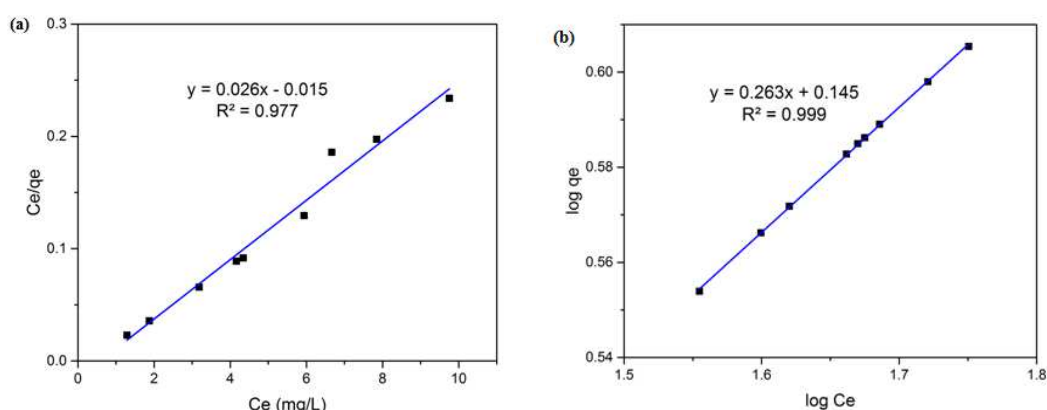 (a)
0.3
0.2
0.1
0.0
Ce/qe
y = 0.026x - 0.015
R² = 0.977
0 2 4 6 8 10
Ce (mg/L)
(b)
0.60
0.58
0.56
0.54
log qe
y = 0.263x + 0.145
R² = 0.999
1.5 1.6 1.7 1.8
log Ce